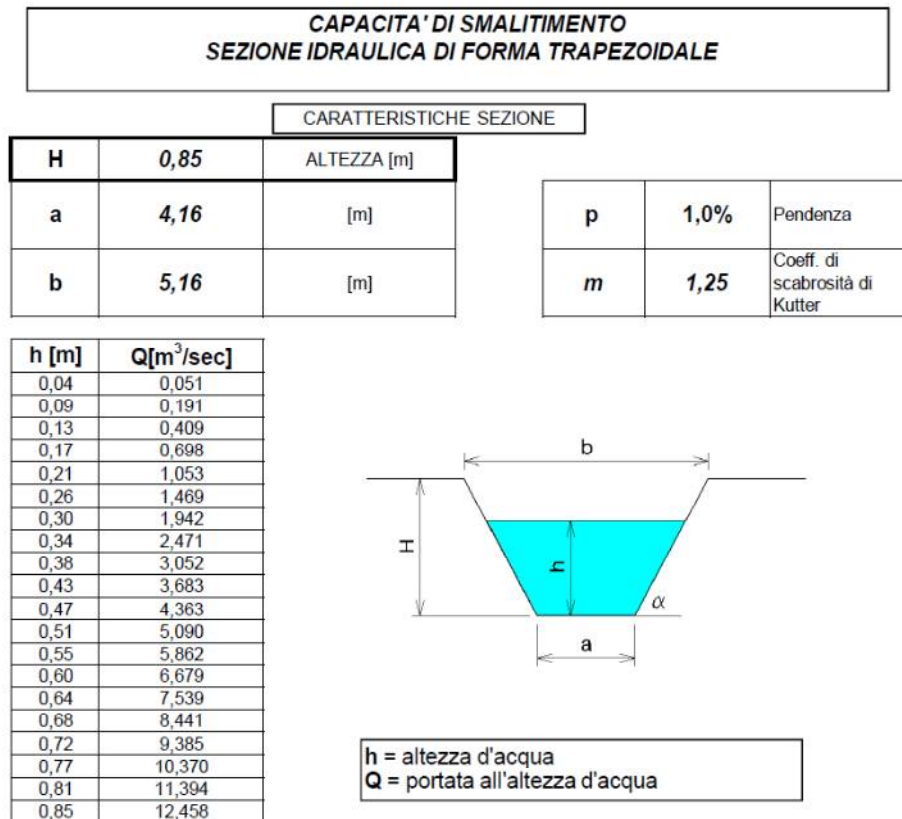 CAPACITA' DI SMALITIMENTO
SEZIONE IDRAULICA DI FORMA TRAPEZOIDALE
CARATTERISTICHE SEZIONE
H 0,85 ALTEZZA [m]
a 4,16 [m]
b 5,16 [m]
p 1,0% Pendenza
m 1,25 Coeff. di
scabrosità di
Kutter
h [m] Q[m³/sec]
0,04 0,051
0,09 0,191
0,13 0,409
0,17 0,698
0,21 1,053
0,26 1,469
0,30 1,942
0,34 2,471
0,38 3,052
0,43 3,683
0,47 4,363
0,51 5,090
0,55 5,862
0,60 6,679
0,64 7,539
0,68 8,441
0,72 9,385
0,77 10,370
0,81 11,394
0,85 12,458
b
H
h
α
a
h = altezza d'acqua
Q = portata all'altezza d'acqua